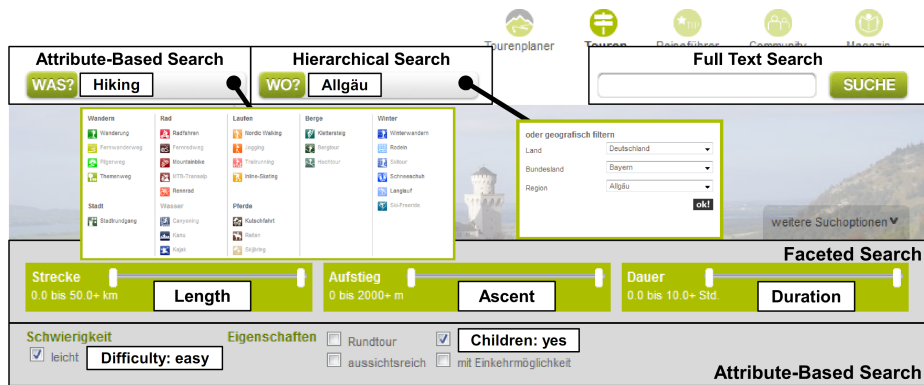 Tourenplaner Touren Reiseführer Community Magazin
Attribute-Based Search
WAS? Hiking
Hierarchical Search
WO? Allgäu
Full Text Search
SUCHE
Wandern Rad Laufen Berge Winter
Wanderung Radfahren Nordic Walking Klettersteig Winterwandern
Fernwanderweg Fernradweg Jogging Bergtour Rodeln
Pilgerweg Mountainbike Trailrunning Hochtour Skitour
Themenweg MTB-Transalp Inline-Skating Schneeschuh
Rennrad Langlauf
Stadt Wasser Pferde Ski-Freeride
Stadtrundgang Canyoning Kutschfahrt
Kanu Reiten
Kajak Skijöring
oder geografisch filtern
Land Deutschland
Bundesland Bayern
Region Allgäu
ok!
weitere Suchoptionen
Faceted Search
Strecke
0.0 bis 50.0+ km Length
Aufstieg
0 bis 2000+ m Ascent
Dauer
0.0 bis 10.0+ Std. Duration
Schwierigkeit
leicht Difficulty: easy
Eigenschaften Rundtour Children: yes
aussichtsreich mit Einkehrmöglichkeit
Attribute-Based Search